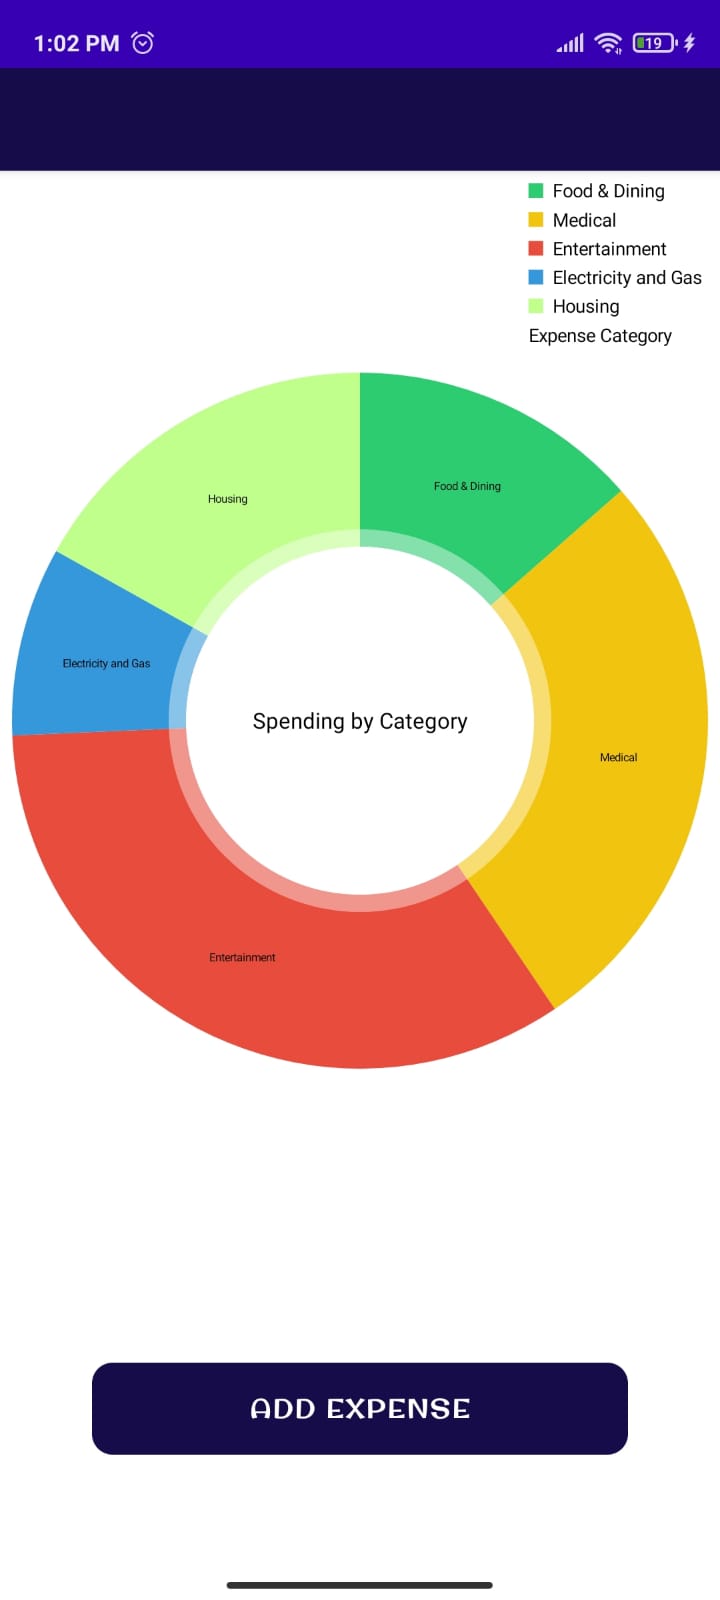 1:02 PM
19
Food & Dining
Medical
Entertainment
Electricity and Gas
Housing
Expense Category
Food & Dining
Housing
Electricity and Gas
Spending by Category
Medical
Entertainment
ADD EXPENSE